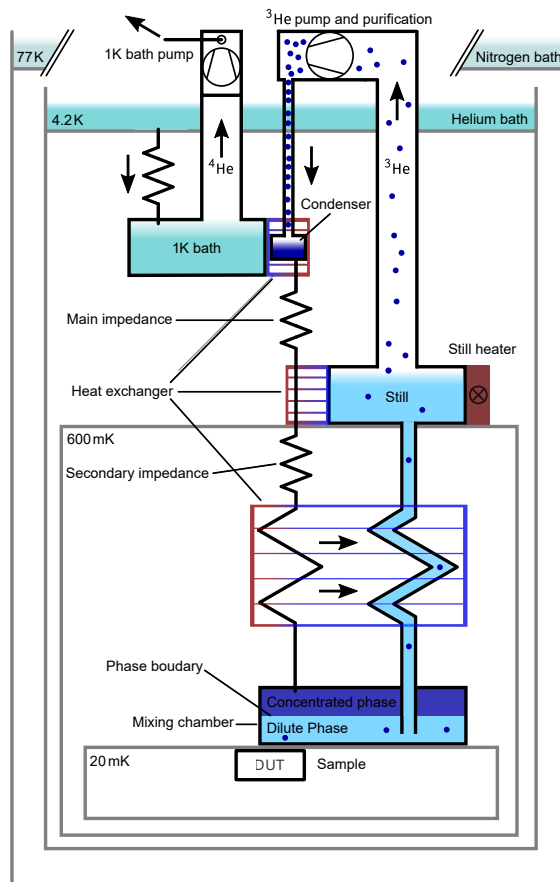 ³He pump and purification
77K
1K bath pump
Nitrogen bath
4.2K
Helium bath
⁴He
³He
Condenser
1K bath
Main impedance
Still heater
Heat exchanger
Still
600mK
Secondary impedance
Phase boudary
Concentrated phase
Mixing chamber
Dilute Phase
20mK
DUT
Sample